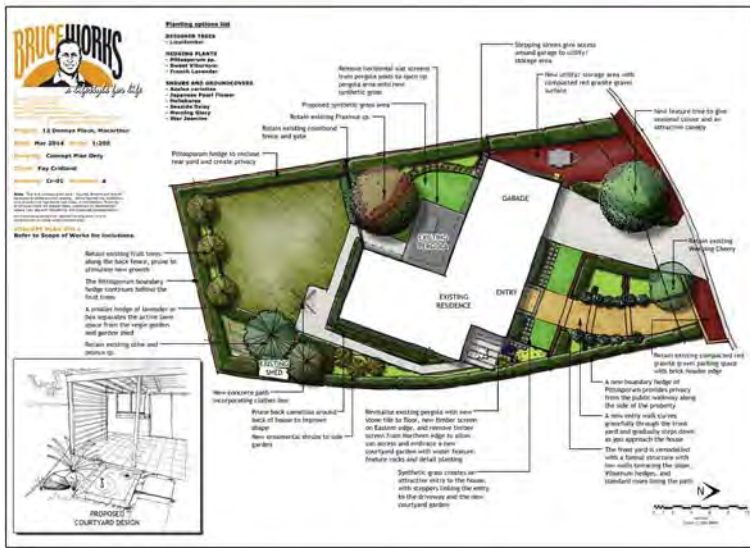 BRUCEWORKS
a lifestyle for life
Project: 12 Downys Place, Macarthur
Date: Mar 2014 Scale: 1:200
Drawing: Concept Plan Only
Client: Fay Cridland
Refer to Scope of Works for inclusions.
Planting options list
DESIGNER TREES
- Liquidambar
HEDGING PLANTS
- Pittosporum sp.
- Sweet Viburnum
- French Lavender
SHRUBS AND GROUNDCOVERS
- Azalea varieties
- Japanese Pearl Flower
- Hellebores
- Seaside Daisy
- Morning Glory
- Star Jasmine
Stepping stones give access
around garage to utility/
storage area
Remove horizontal slat screens
from pergola posts to open up
pergola area onto new
synthetic grass
New utility/storage area with
compacted red granite gravel
surface
Proposed synthetic grass area
New feature tree to give
seasonal colour and an
attractive canopy
Retain existing Prunus sp.
Retain existing colorbond
fence and gate
Pittosporum hedge to enclose
rear yard and create privacy
GARAGE
EXISTING
PERGOLA
Retain existing
Weeping Cherry
Retain existing fruit trees
along the back fence, prune to
stimulate new growth
The Pittosporum boundary
hedge continues behind the
fruit trees
EXISTING
RESIDENCE
ENTRY
A smaller hedge of lavender or
box separates the active lawn
space from the vegie garden
and garden shed
Retain existing olive and
prunus sp.
EXISTING
SHED
Retain existing compacted red
granite gravel parking space
with brick header edge
New concrete path
incorporating clothes line
Prune back camellias around
back of house to improve
shape
New ornamental shrubs to side
garden
Revitalise existing pergola with new
stone tile to floor, new timber screen
on Eastern edge, and remove timber
screen from Northern edge to allow
sun access and embrace a new
courtyard garden with water feature,
feature rocks and detail planting
A new boundary hedge of
Pittosporum provides privacy
from the public walkway along
the side of the property
A new entry walk curves
gracefully through the front
yard and gradually steps down
as you approach the house
The front yard is remodelled
with a formal structure with
low walls terracing the slope,
Viburnum hedges, and
standard roses lining the path
Synthetic grass creates an
attractive entry to the house,
with steppers linking the entry
to the driveway and the new
courtyard garden
PROPOSED
COURTYARD DESIGN
N